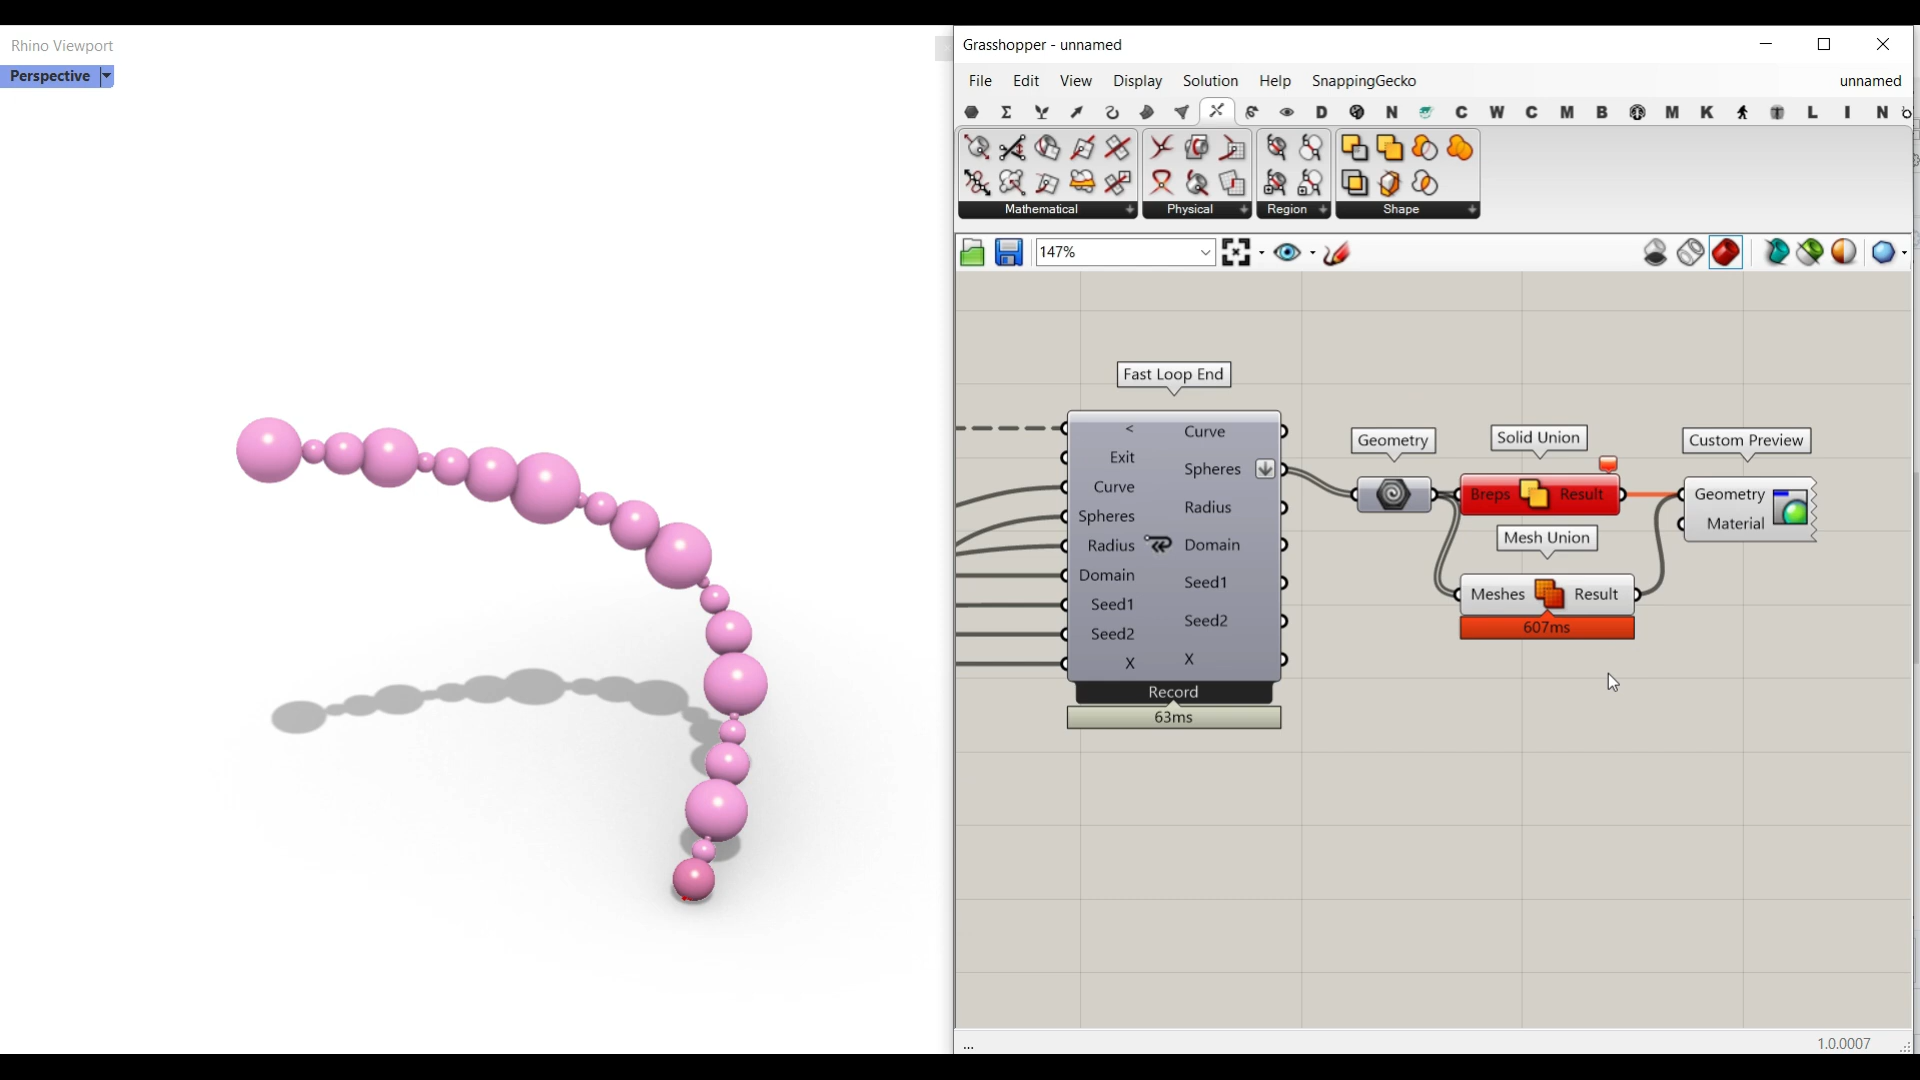 Rhino Viewport
Perspective
Grasshopper - unnamed
File Edit View Display Solution Help SnappingGecko unnamed
Σ D N C W C M B M K L I N
Mathematical Physical Region Shape
147%
Fast Loop End
< Curve
Exit
Spheres
Curve
Radius
Spheres
Radius Domain
Domain
Seed1
Seed1
Seed2
Seed2
X X
Record
63ms
Geometry
Solid Union
Breps Result
Mesh Union
Meshes Result
607ms
Custom Preview
Geometry
Material
...
1.0.0007